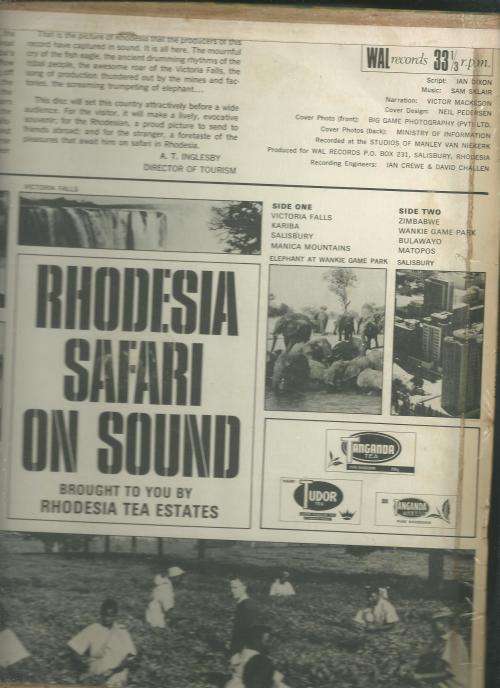 That is the picture of Rhodesia that the producers of this
record have captured in sound. It is all here. The mournful
cry of the fish eagle, the ancient drumming rhythms of the
tribal people, the awesome roar of the Victoria Falls, the
song of production thundered out by the mines and fac-
tories, the screaming trumpeting of elephant....
This disc will set this country attractively before a wide
audience. For the visitor, it will make a lively, evocative
souvenir; for the Rhodesian, a proud picture to send to
friends abroad; and for the stranger, a foretaste of the
pleasures that await him on safari in Rhodesia.
A. T. INGLESBY
DIRECTOR OF TOURISM
WAL records 33 1/3 r.p.m.
Script: IAN DIXON
Music: SAM SKLAIR
Narration: VICTOR MACKESON
Cover Design: NEIL PEDERSEN
Cover Photo (front): BIG GAME PHOTOGRAPHY (PVT) LTD.
Cover Photos (back): MINISTRY OF INFORMATION
Recorded at the STUDIOS OF MANLEY VAN NIEKERK
Produced for WAL RECORDS P.O. BOX 231, SALISBURY, RHODESIA
Recording Engineers: IAN CREWE & DAVID CHALLEN
VICTORIA FALLS
SIDE ONE
VICTORIA FALLS
KARIBA
SALISBURY
MANICA MOUNTAINS
SIDE TWO
ZIMBABWE
WANKIE GAME PARK
BULAWAYO
MATOPOS
ELEPHANT AT WANKIE GAME PARK
SALISBURY
RHODESIA
SAFARI
ON SOUND
BROUGHT TO YOU BY
RHODESIA TEA ESTATES
TANGANDA
TEA
TUDOR
TEA
TANGANDA